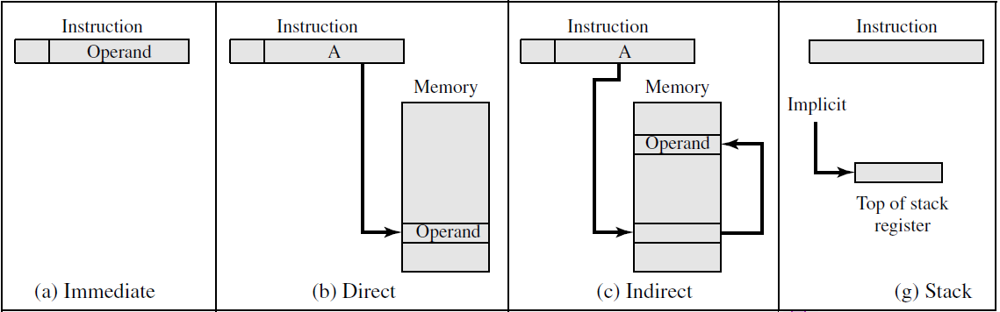 Instruction
Operand
(a) Immediate
Instruction
A
Memory
Operand
(b) Direct
Instruction
A
Memory
Operand
(c) Indirect
Instruction
Implicit
Top of stack
register
(g) Stack